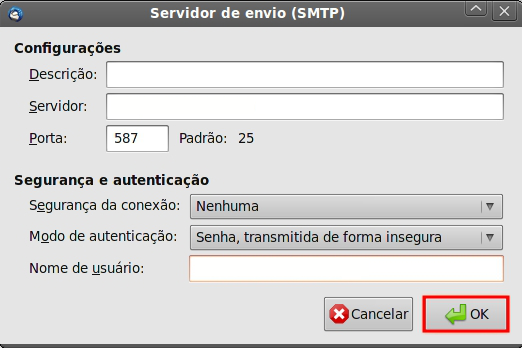 Servidor de envio (SMTP)
Configurações
Descrição:
Servidor:
Porta: 587 Padrão: 25
Segurança e autenticação
Segurança da conexão: Nenhuma
Modo de autenticação: Senha, transmitida de forma insegura
Nome de usuário:
Cancelar OK